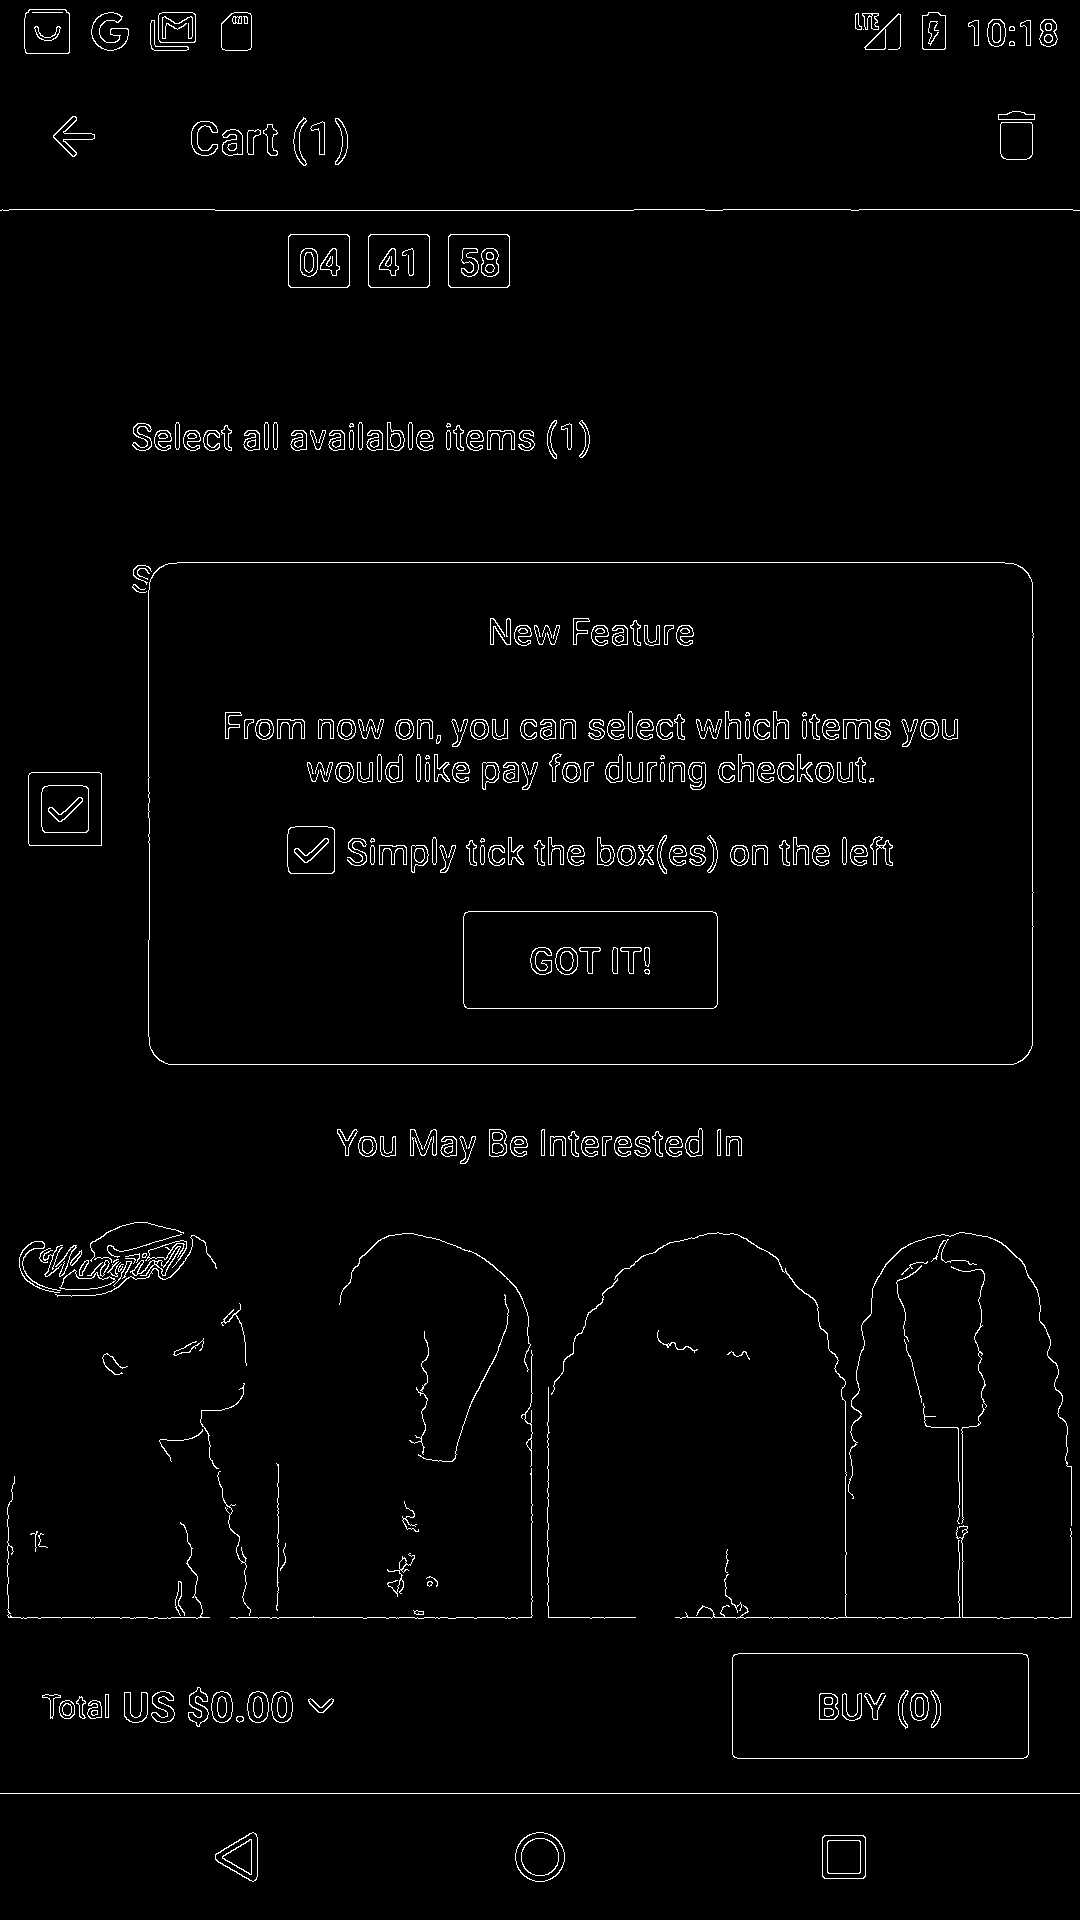 LTE 10:18
Cart (1)
04 41 58
Select all available items (1)
S
New Feature
From now on, you can select which items you
would like pay for during checkout.
Simply tick the box(es) on the left
GOT IT!
You May Be Interested In
Wingirl
Total US $0.00
BUY (0)